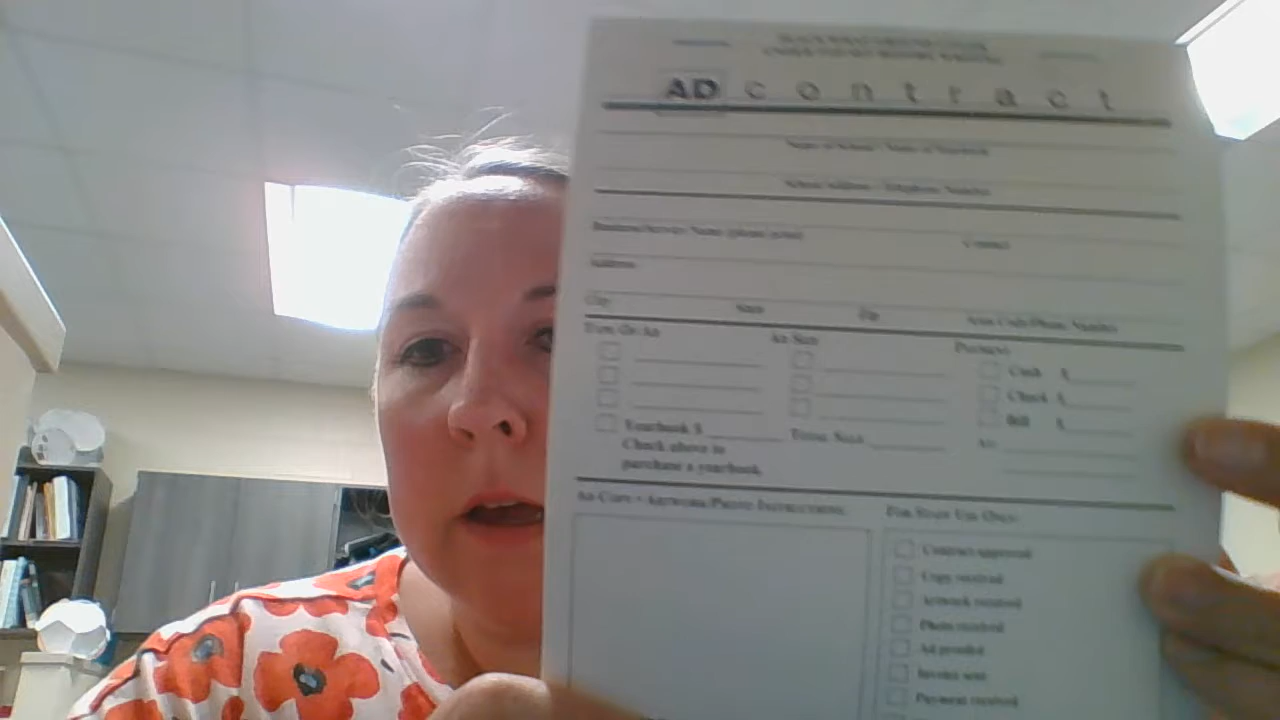 AD contract
Name of School / Name of Yearbook
School Address / Telephone Number
Business/Service Name (please print) Contact
Address
City State Zip Area Code/Phone Number
TYPE OF AD AD SIZE PAYMENT
Cash $
Check $
Bill $
Yearbook $ TOTAL SALE
Check above to
purchase a yearbook.
AD COPY • ARTWORK/PHOTO INSTRUCTIONS FOR STAFF USE ONLY
Contract approved
Copy received
Artwork received
Photo received
Ad proofed
Invoice sent
Payment received